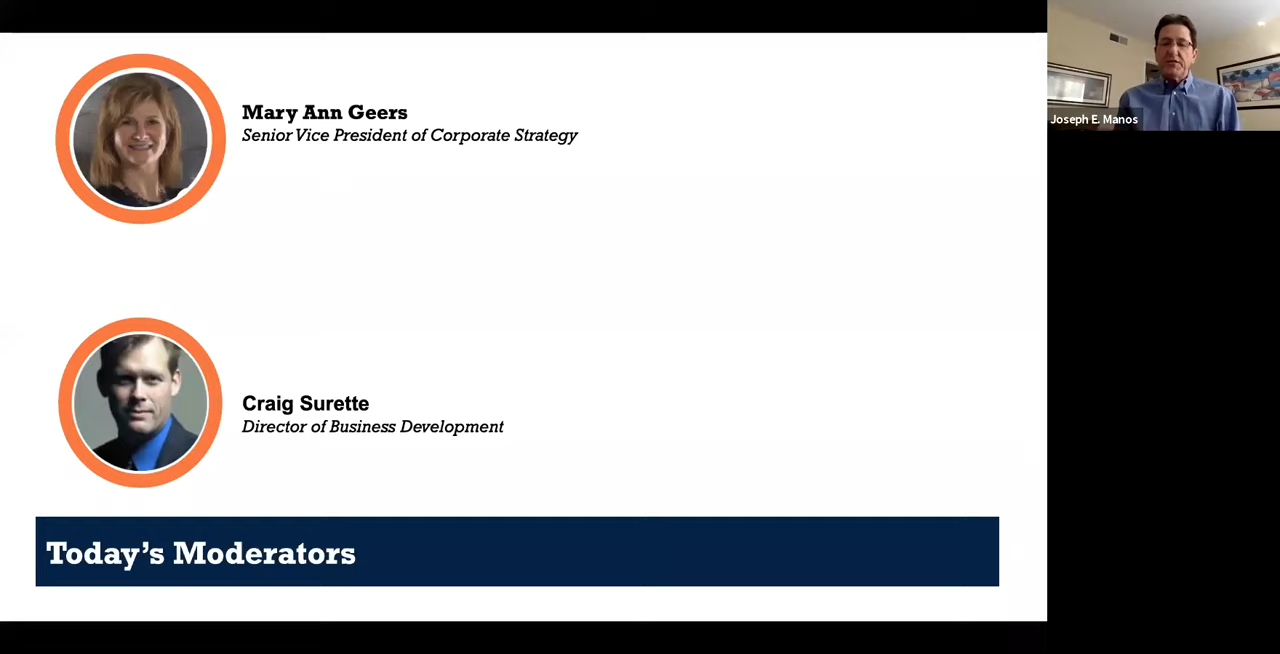 Mary Ann Geers
Senior Vice President of Corporate Strategy
Joseph E. Manos
Craig Surette
Director of Business Development
Today's Moderators